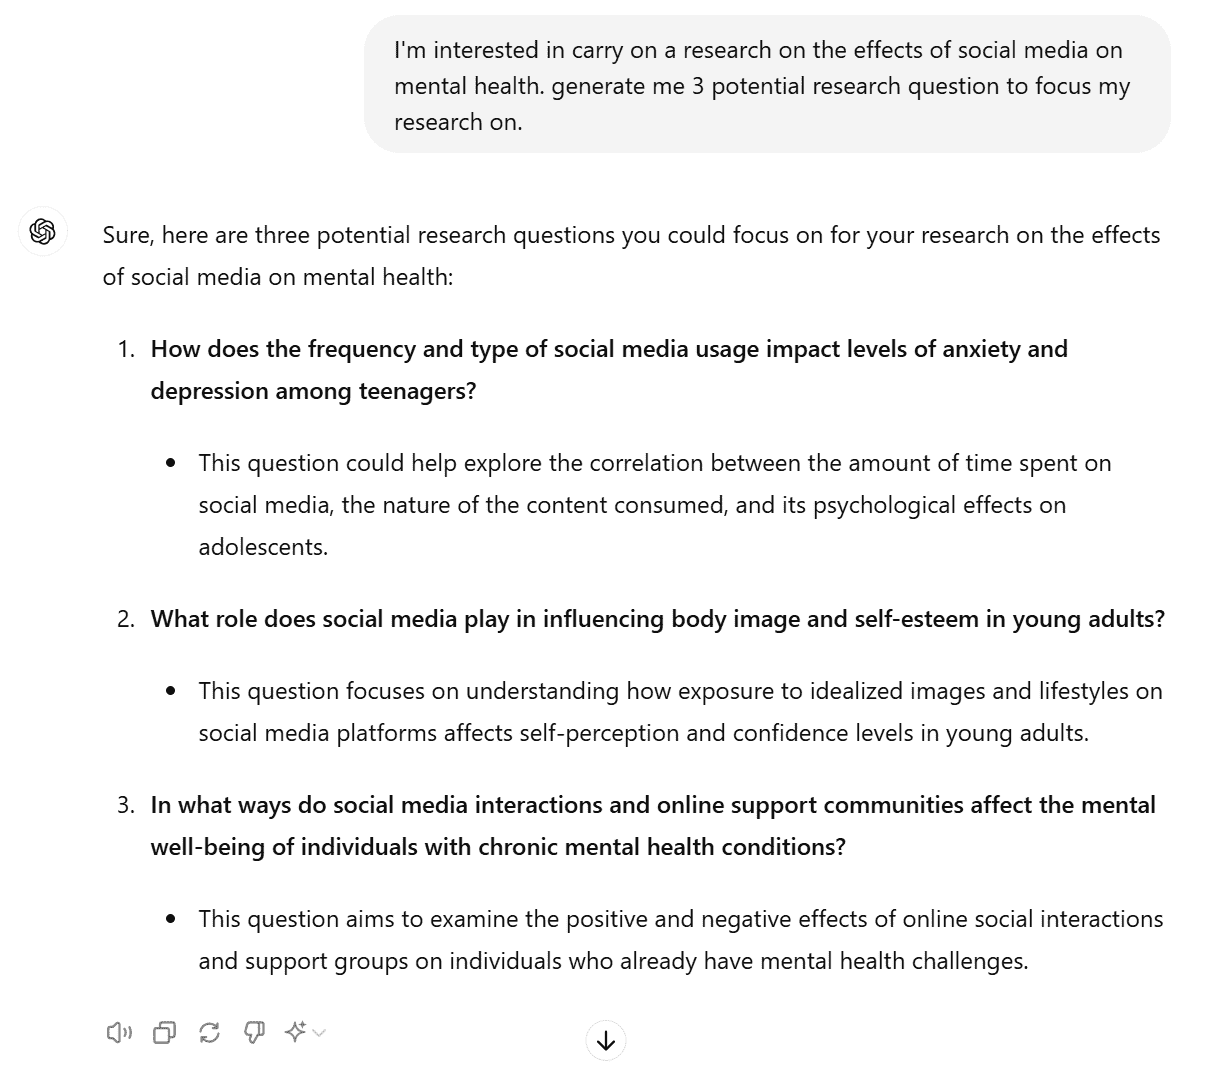 I'm interested in carry on a research on the effects of social media on
mental health. generate me 3 potential research question to focus my
research on.
Sure, here are three potential research questions you could focus on for your research on the effects
of social media on mental health:
1. How does the frequency and type of social media usage impact levels of anxiety and
depression among teenagers?
• This question could help explore the correlation between the amount of time spent on
social media, the nature of the content consumed, and its psychological effects on
adolescents.
2. What role does social media play in influencing body image and self-esteem in young adults?
• This question focuses on understanding how exposure to idealized images and lifestyles on
social media platforms affects self-perception and confidence levels in young adults.
3. In what ways do social media interactions and online support communities affect the mental
well-being of individuals with chronic mental health conditions?
• This question aims to examine the positive and negative effects of online social interactions
and support groups on individuals who already have mental health challenges.